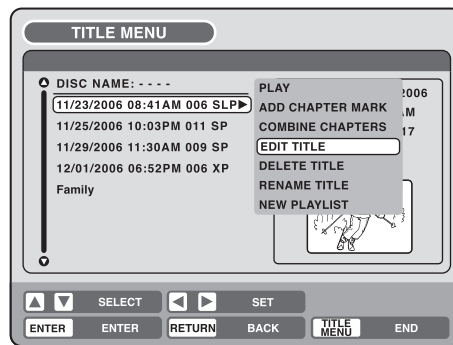 TITLE MENU
DISC NAME: - - - -
11/23/2006 08:41AM 006 SLP
11/25/2006 10:03PM 011 SP
11/29/2006 11:30AM 009 SP
12/01/2006 06:52PM 006 XP
Family
PLAY
ADD CHAPTER MARK
COMBINE CHAPTERS
EDIT TITLE
DELETE TITLE
RENAME TITLE
NEW PLAYLIST
2006
AM
17
SELECT
SET
ENTER ENTER RETURN BACK TITLE MENU END